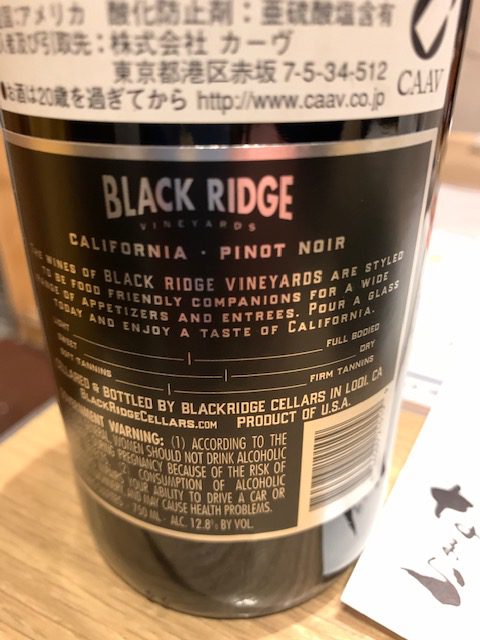 アメリカ 酸化防止剤：亜硫酸塩含有
及び引取先：株式会社 カーヴ
東京都港区赤坂 7-5-34-512
●お酒は20歳を過ぎてから http://www.caav.co.jp
CAAV
BLACK RIDGE
VINEYARDS
CALIFORNIA · PINOT NOIR
THE WINES OF BLACK RIDGE VINEYARDS ARE STYLED
TO BE FOOD FRIENDLY COMPANIONS FOR A WIDE
RANGE OF APPETIZERS AND ENTREES. POUR A GLASS
TODAY AND ENJOY A TASTE OF CALIFORNIA.
LIGHT FULL BODIED
SWEET DRY
SOFT TANNINS FIRM TANNINS
CELLARED & BOTTLED BY BLACKRIDGE CELLARS IN LODI, CA
BLACKRIDGECELLARS.COM PRODUCT OF U.S.A.
WARNING: (1) ACCORDING TO THE
WOMEN SHOULD NOT DRINK ALCOHOLIC
DURING PREGNANCY BECAUSE OF THE RISK OF
CONSUMPTION OF ALCOHOLIC
YOUR ABILITY TO DRIVE A CAR OR
AND MAY CAUSE HEALTH PROBLEMS.
750 ML · ALC. 12.8% BY VOL.